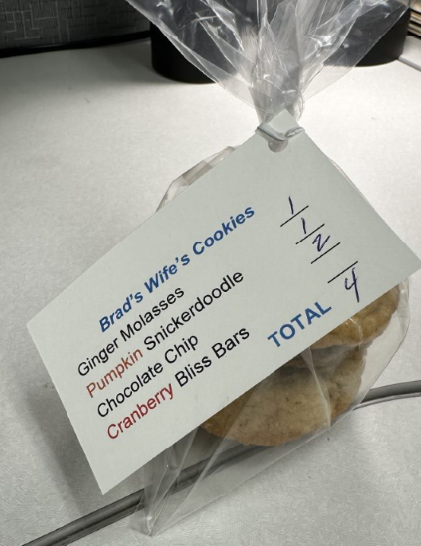 Brad's Wife's Cookies
Ginger Molasses 1
Pumpkin Snickerdoodle 1
Chocolate Chip 2
Cranberry Bliss Bars
TOTAL 4